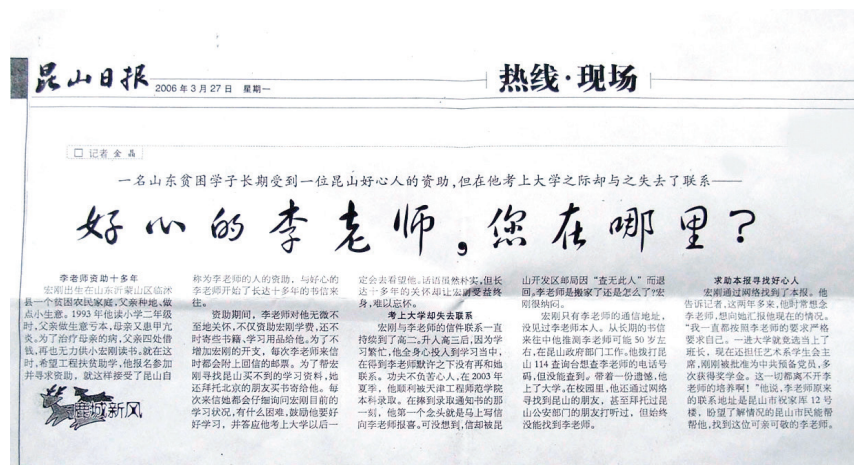 昆山日报
2006年3月27日 星期一
热线·现场
□ 记者 金晶
一名山东贫困学子长期受到一位昆山好心人的资助,但在他考上大学之际却与之失去了联系——
好心的李老师,您在哪里?
李老师资助十多年
宏刚出生在山东沂蒙山区临沭
县一个贫困农民家庭,父亲种地、做
点小意。1993年他读小学二年级
时,父亲做生意亏本,母亲又患甲亢
炎。为了治疗母亲的病,父亲四处借
钱,再也无力供小宏刚读书。就在这
时,希望工程扶贫助学,他报名参加
并寻求资助,就这样接受了昆山自
鹿城新风
称为李老师的人的资助,与好心的
李老师开始了长达十多年的书信来
往。
资助期间,李老师对他无微不
至地关怀,不仅资助宏刚学费,还不
时寄些书籍、学习用品给他。为了不
增加宏刚的开支,每次李老师来信
时都会附上回信的邮票。为了帮宏
刚寻找昆山买不到的学习资料,她
还拜托北京的朋友买书寄给他。每
次来信她都会仔细询问宏刚目前的
学习状况,有什么困难,鼓励他要好
好学习,并答应他考上大学以后一
定会去看望他。话语虽然朴实,但长
达十多年的关怀却让宏刚受益终
身,难以忘怀。
考上大学却失去联系
宏刚与李老师的信件联系一直
持续到了高二。升入高三后,因为学
习繁忙,他全身心投入到学习当中,
在得到李老师默许之下没有再和她
联系。功夫不负苦心人,在2003年
夏季,他顺利被天津工程师范学院
本科录取。在捧到录取通知书的那
一刻,他第一个念头就是马上写信
向李老师报喜。可没想到,信却被昆
山开发区邮局因“查无此人”而退
回。李老师是搬家了还是怎么了?宏
刚很纳闷。
宏刚只有李老师的通信地址,
没见过李老师本人。从长期的书信
来往中他推测李老师可能50岁左
右,在昆山政府部门工作。他拨打昆
山114查询台想查李老师的电话号
码,但没能查到。带着一份遗憾,他
上了大学。在校园里,他还通过网络
寻找到昆山的朋友,甚至拜托过昆
山公安部门的朋友打听过,但始终
没能找到李老师。
求助本报寻找好心人
宏刚通过网络找到了本报。他
告诉记者,这两年多来,他时常想念
李老师,想向她汇报他现在的情况。
“我一直都按照李老师的要求严格
要求自己。一进大学就竞选当上了
班长,现在还担任艺术系学生会主
席,刚刚被批准为中共预备党员,多
次获得奖学金。这一切都离不开李
老师的培养啊!”他说,李老师原来
的联系地址是昆山市祝家厍12号
楼,盼望了解情况的昆山市民能帮
帮他,找到这位可亲可敬的李老师。